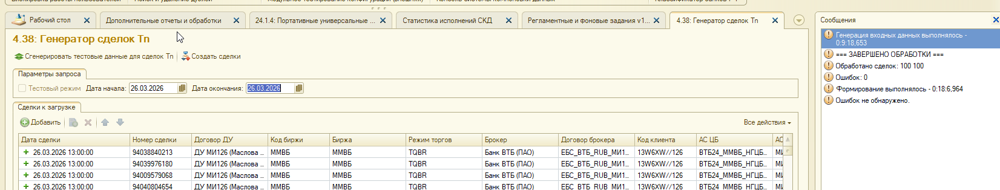 Рабочий стол
Дополнительные отчеты и обработки
24.1.4: Портативные универсальные ...
Статистика исполнений СКД
Регламентные и фоновые задания v1...
4.38: Генератор сделок Tn
4.38: Генератор сделок Tn
Сгенерировать тестовые данные для сделок Tn
Создать сделки
Параметры запроса
Тестовый режим Дата начала: 26.03.2026 Дата окончания: 26.03.2026
Сделки к загрузке
Добавить
Все действия
Дата сделки Номер сделки Договор ДУ Код биржи Биржа Режим торгов Брокер Договор брокера Код клиента АС ЦБ АС
26.03.2026 13:00:00 94038840213 ДУ МИ126 (Маслова ... ММВБ ММВБ TQBR Банк ВТБ (ПАО) ЕБС_ВТБ_RUB_МИ1... 13W6XW//126 ВТБ24_ММВБ_НГЦБ...
26.03.2026 13:00:00 94039976180 ДУ МИ126 (Маслова ... ММВБ ММВБ TQBR Банк ВТБ (ПАО) ЕБС_ВТБ_RUB_МИ1... 13W6XW//126 ВТБ24_ММВБ_НГЦБ...
26.03.2026 13:00:00 94009579068 ДУ МИ126 (Маслова ... ММВБ ММВБ TQBR Банк ВТБ (ПАО) ЕБС_ВТБ_RUB_МИ1... 13W6XW//126 ВТБ24_ММВБ_НГЦБ...
26.03.2026 13:00:00 94040804654 ДУ МИ126 (Маслова ... ММВБ ММВБ TQBR Банк ВТБ (ПАО) ЕБС_ВТБ_RUB_МИ1... 13W6XW//126 ВТБ24_ММВБ_НГЦБ...
Сообщения
Генерация входных данных выполнялось -
0:9:18,653
=== ЗАВЕРШЕНО ОБРАБОТКИ ===
Обработано сделок: 100 100
Ошибок: 0
Формирование выполнялось - 0:18:6,964
Ошибок не обнаружено.